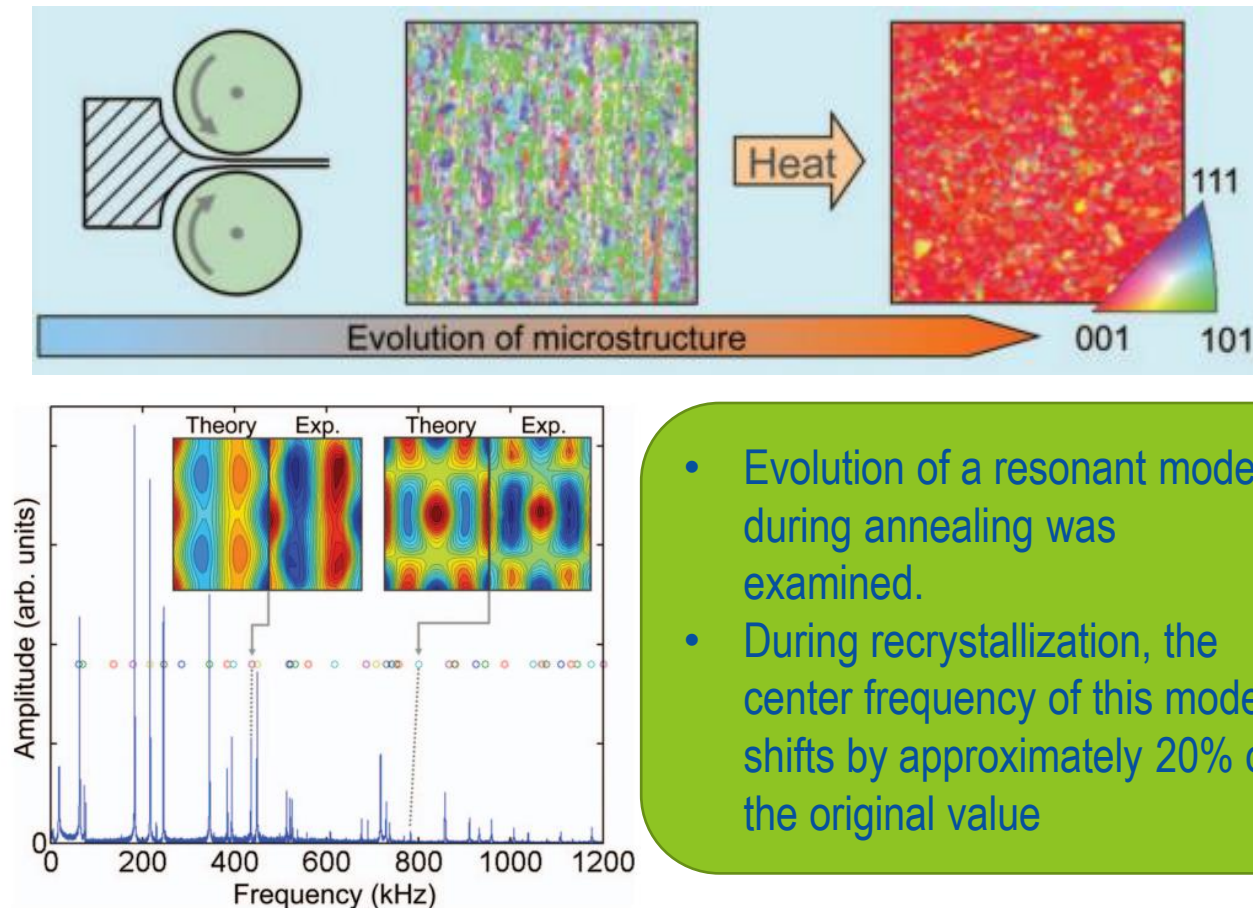 Heat
111
Evolution of microstructure
001
101
Theory Exp. Theory Exp.
Amplitude (arb. units)
0
0 200 400 600 800 1000 1200
Frequency (kHz)
• Evolution of a resonant mode
during annealing was
examined.
• During recrystallization, the
center frequency of this mode
shifts by approximately 20%
the original value